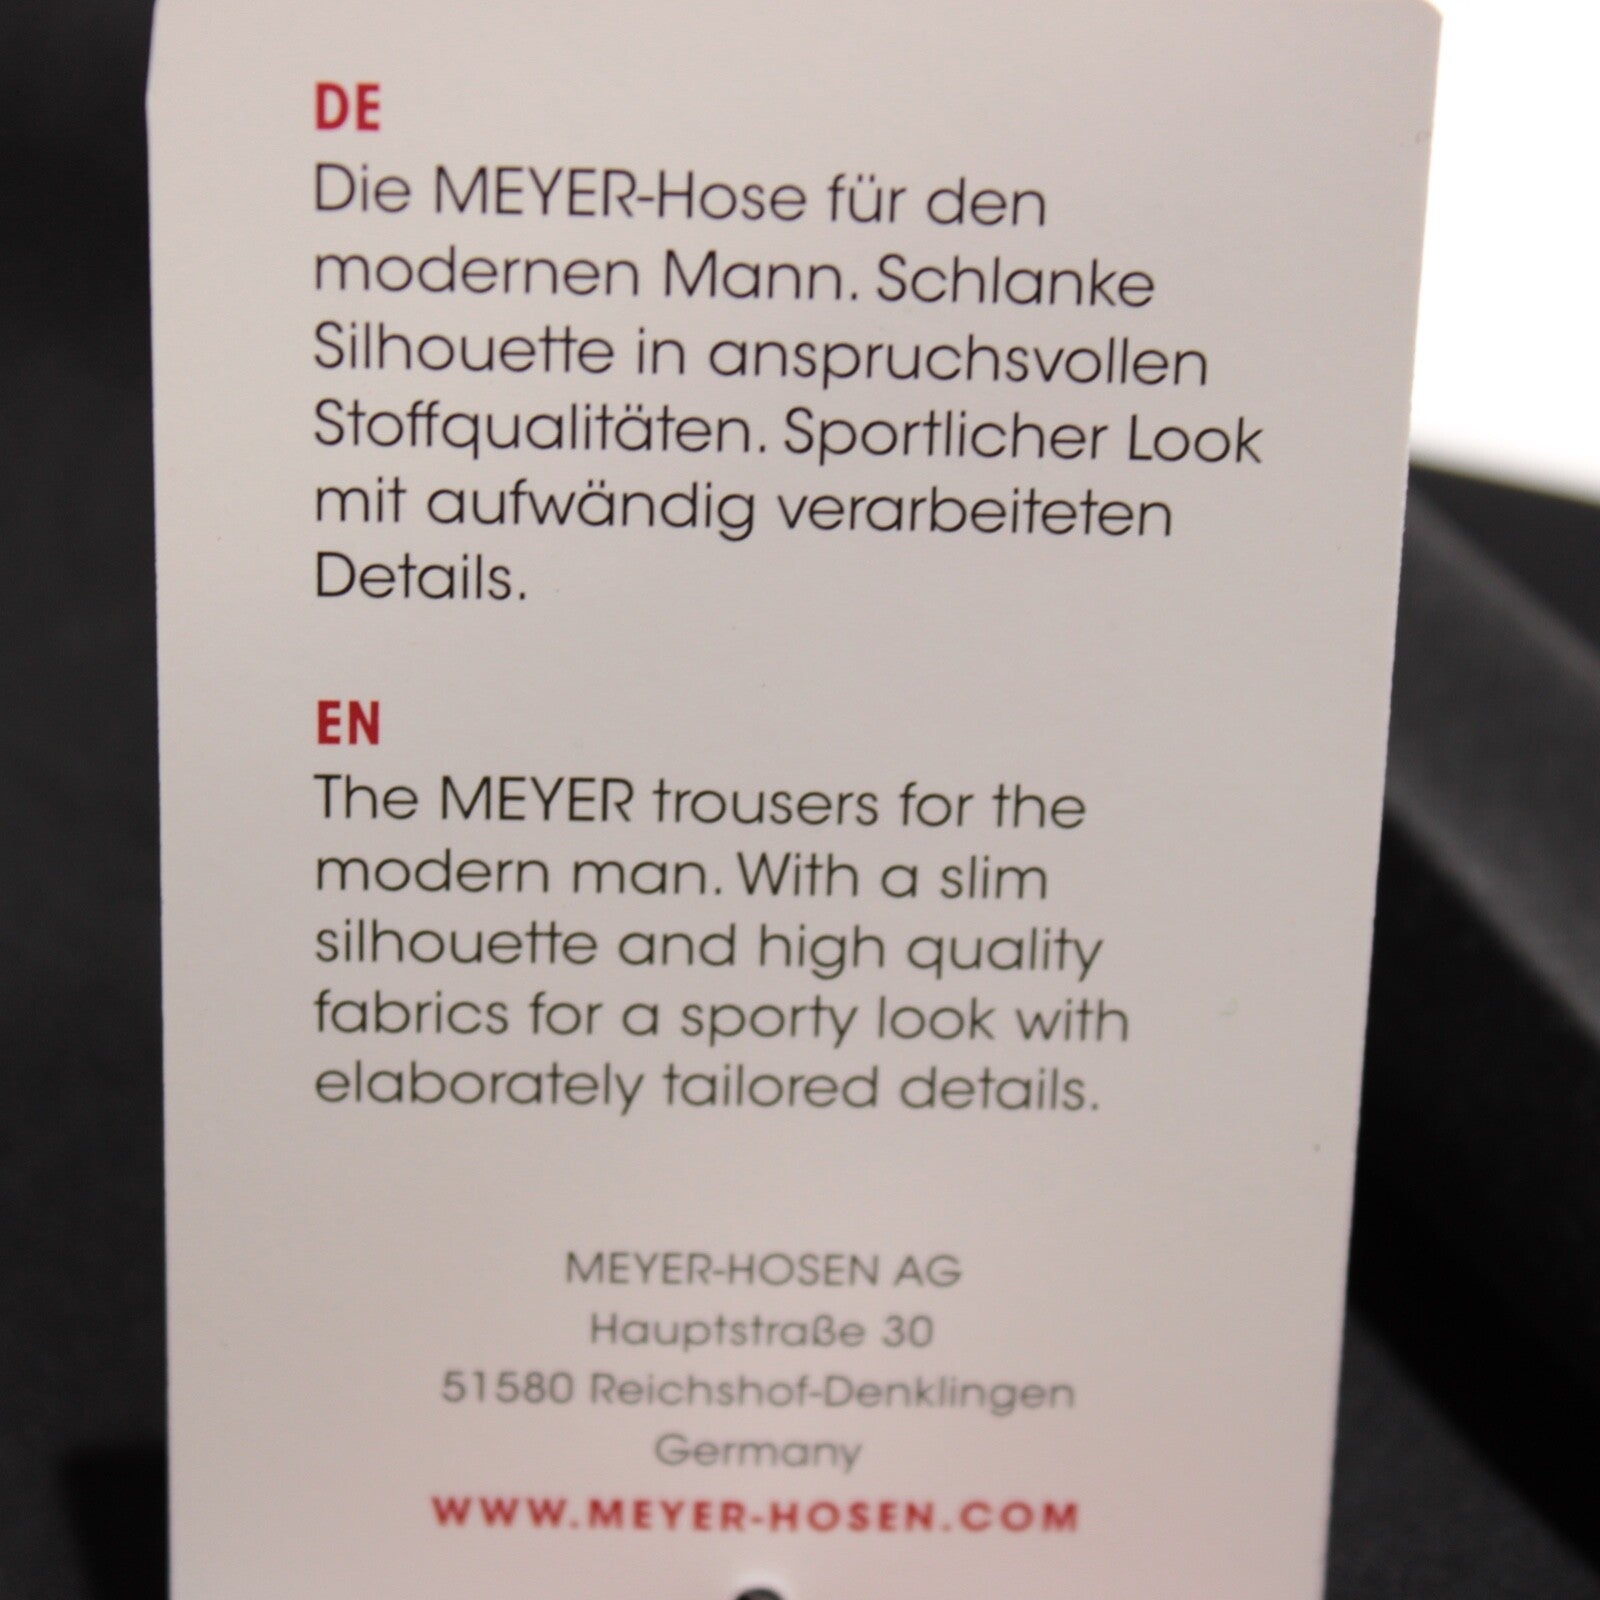 DE
Die MEYER-Hose für den
modernen Mann. Schlanke
Silhouette in anspruchsvollen
Stoffqualitäten. Sportlicher Look
mit aufwändig verarbeiteten
Details.
EN
The MEYER trousers for the
modern man. With a slim
silhouette and high quality
fabrics for a sporty look with
elaborately tailored details.
MEYER-HOSEN AG
Hauptstraße 30
51580 Reichshof-Denklingen
Germany
WWW.MEYER-HOSEN.COM